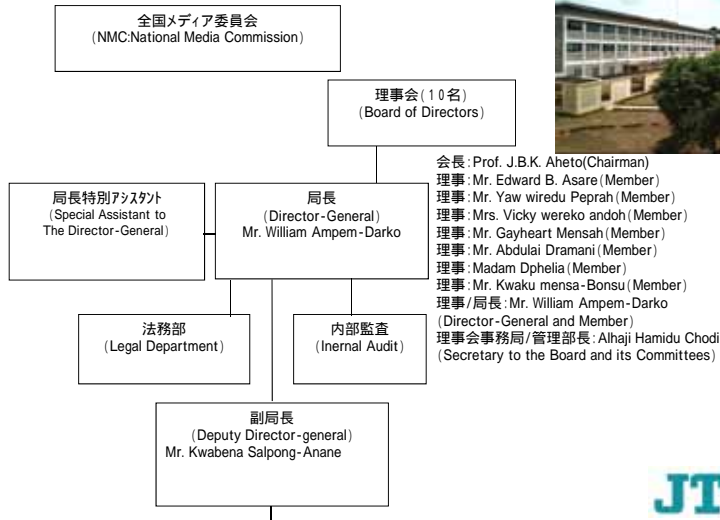 全国メディア委員会
(NMC:National Media Commission)
理事会(10名)
(Board of Directors)
会長:Prof. J.B.K. Aheto(Chairman)
理事:Mr. Edward B. Asare(Member)
理事:Mr. Yaw wiredu Peprah(Member)
理事:Mrs. Vicky wereko andoh(Member)
理事:Mr. Gayheart Mensah(Member)
理事:Mr. Abdulai Dramani(Member)
理事:Madam Dphelia(Member)
理事:Mr. Kwaku mensa-Bonsu(Member)
理事/局長:Mr. William Ampem-Darko
(Director-General and Member)
理事会事務局/管理部長:Alhaji Hamidu Chodi
(Secretary to the Board and its Committees)
局長特別ｱｼｽﾀﾝﾄ
(Special Assistant to
The Director-General)
局長
(Director-General)
Mr. William Ampem-Darko
法務部
(Legal Department)
内部監査
(Inernal Audit)
副局長
(Deputy Director-general)
Mr. Kwabena Salpong-Anane
JT